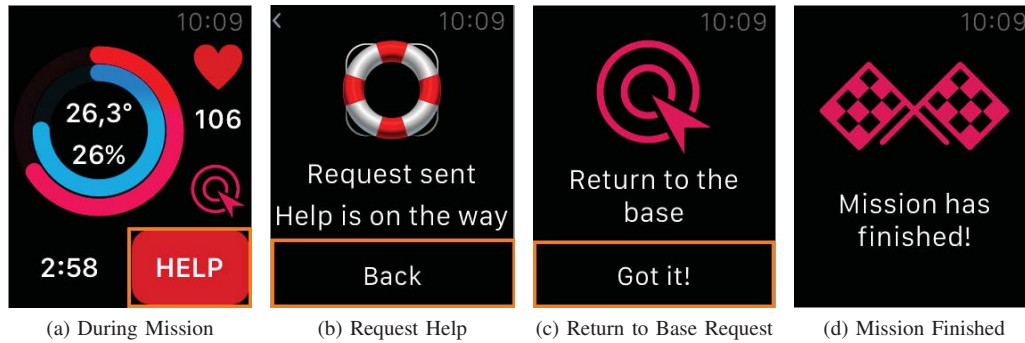 10:09
26,3°
26%
106
2:58
HELP
(a) During Mission
<
10:09
Request sent
Help is on the way
Back
(b) Request Help
10:09
Return to the
base
Got it!
(c) Return to Base Request
10:09
Mission has
finished!
(d) Mission Finished